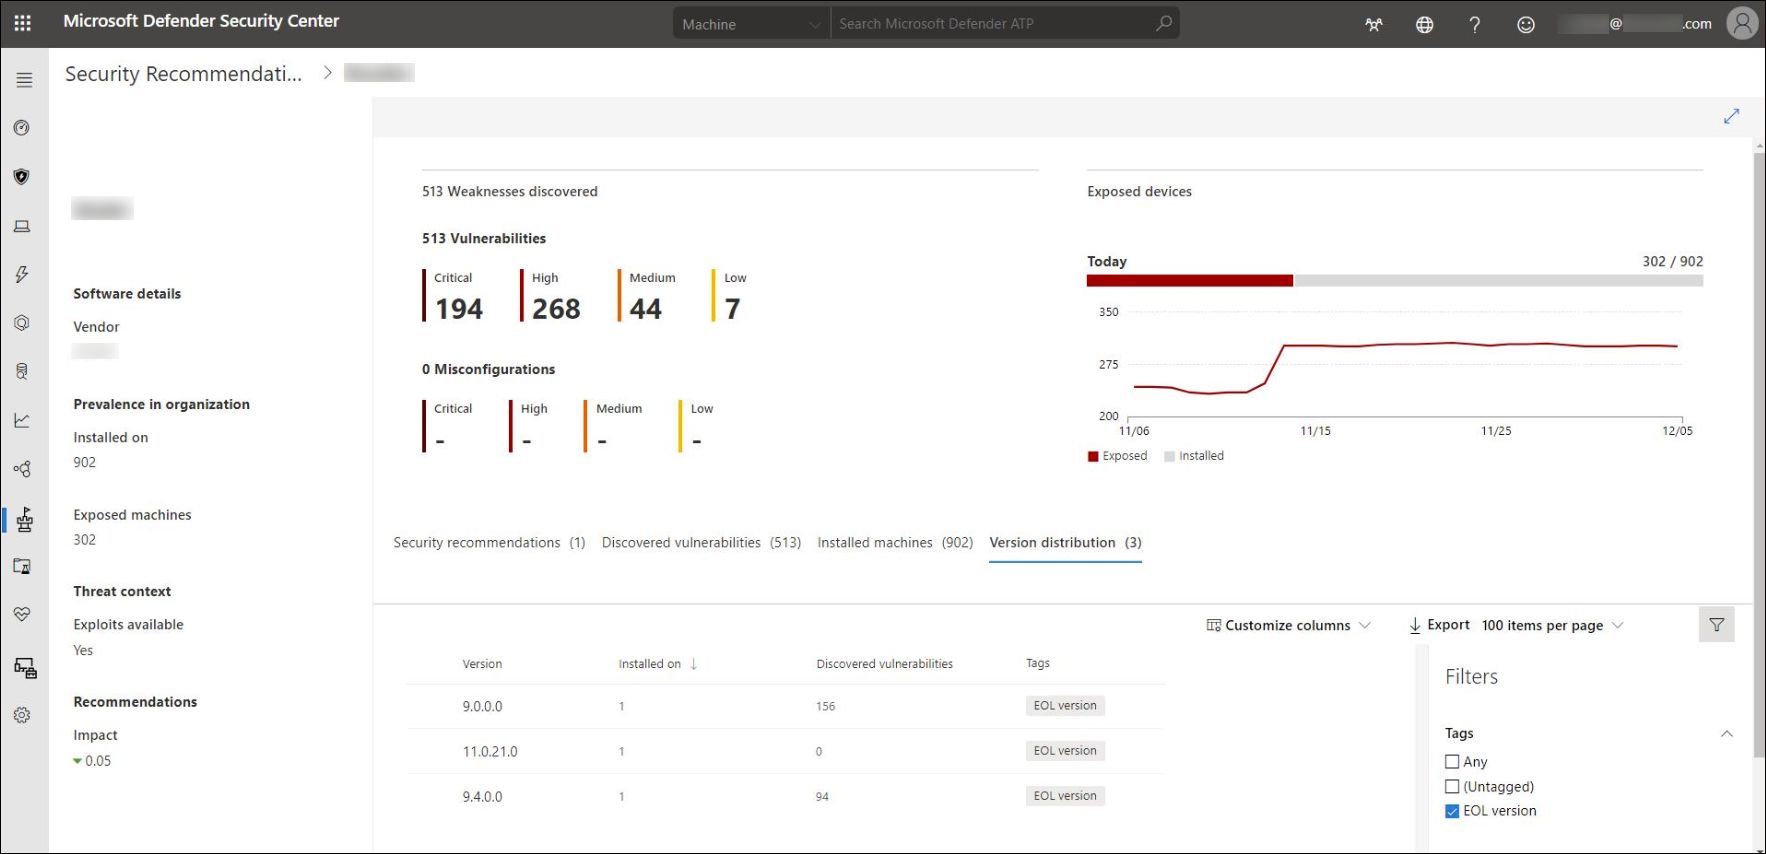 Microsoft Defender Security Center
Machine
Search Microsoft Defender ATP
?
@ .com
Security Recommendati... >
Software details
Vendor
Prevalence in organization
Installed on
902
Exposed machines
302
Threat context
Exploits available
Yes
Recommendations
Impact
0.05
513 Weaknesses discovered
513 Vulnerabilities
Critical High Medium Low
194 268 44 7
0 Misconfigurations
Critical High Medium Low
- - - -
Exposed devices
Today 302 / 902
350
275
200
11/06 11/15 11/25 12/05
Exposed Installed
Security recommendations (1) Discovered vulnerabilities (513) Installed machines (902) Version distribution (3)
Customize columns Export 100 items per page
Version Installed on ↓ Discovered vulnerabilities Tags
9.0.0.0 1 156 EOL version
11.0.21.0 1 0 EOL version
9.4.0.0 1 94 EOL version
Filters
Tags
Any
(Untagged)
EOL version